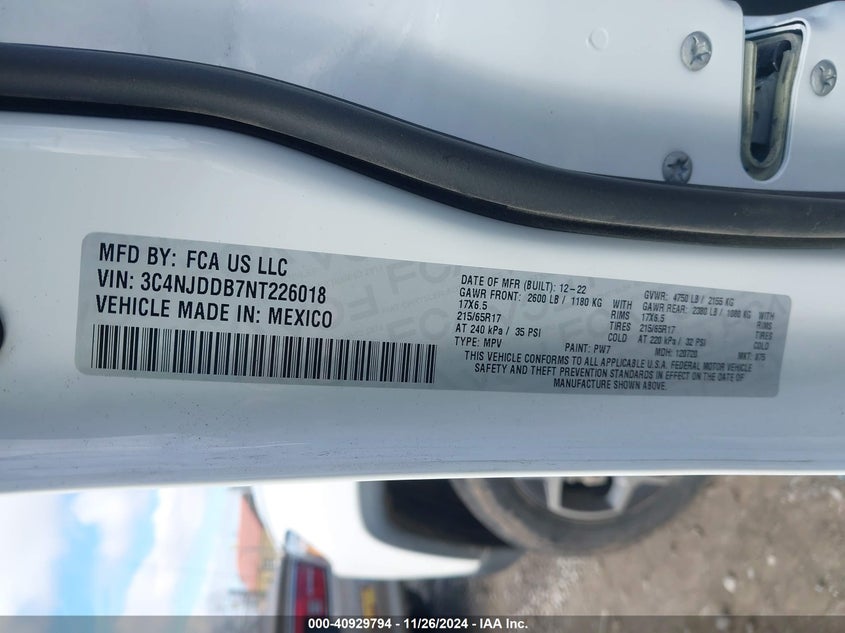 MFD BY: FCA US LLC
VIN: 3C4NJDDB7NT226018
VEHICLE MADE IN: MEXICO
DATE OF MFR (BUILT): 12-22 GVWR: 4750 LB / 2155 KG
GAWR FRONT: 2600 LB / 1180 KG WITH GAWR REAR: 2380 LB / 1080 KG WITH
17X6.5 RIMS 17X6.5 RIMS
215/65R17 TIRES 215/65R17 TIRES
AT 240 kPa / 35 PSI COLD AT 220 kPa / 32 PSI COLD
TYPE: MPV PAINT: PW7 MDH: 120720 MKT: 875
THIS VEHICLE CONFORMS TO ALL APPLICABLE U.S.A. FEDERAL MOTOR VEHICLE
SAFETY AND THEFT PREVENTION STANDARDS IN EFFECT ON THE DATE OF
MANUFACTURE SHOWN ABOVE.
000-40929794 - 11/26/2024 - IAA Inc.